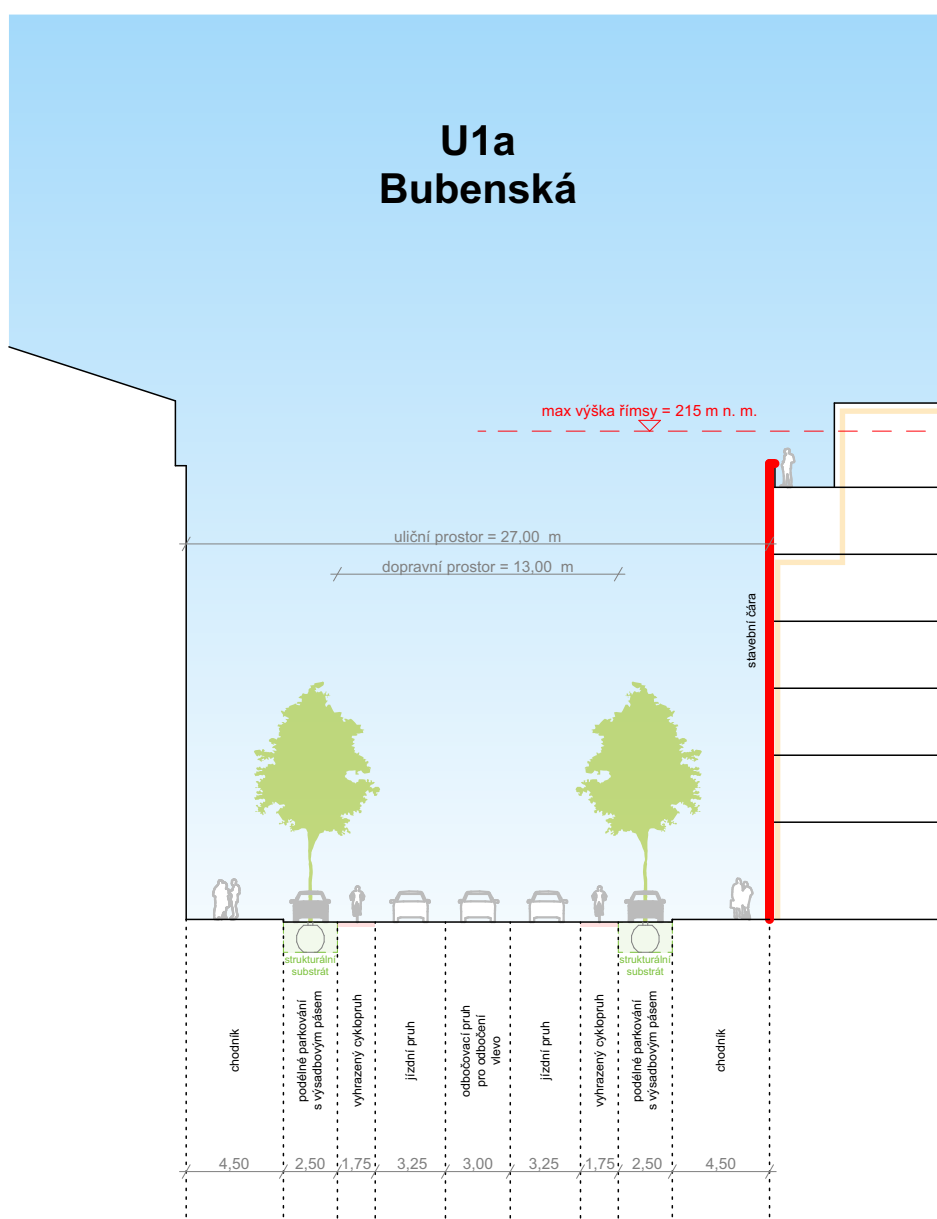 U1a
Bubenská
max výška římsy = 215 m n. m.
uliční prostor = 27,00 m
dopravní prostor = 13,00 m
stavební čára
strukturální
substrát
strukturální
substrát
chodník
podélné parkování
s výsadbovým pásem
vyhrazený cyklopruh
jízdní pruh
odbočovací pruh
pro odbočení
vlevo
jízdní pruh
vyhrazený cyklopruh
podélné parkování
s výsadbovým pásem
chodník
4,50
2,50
1,75
3,25
3,00
3,25
1,75
2,50
4,50